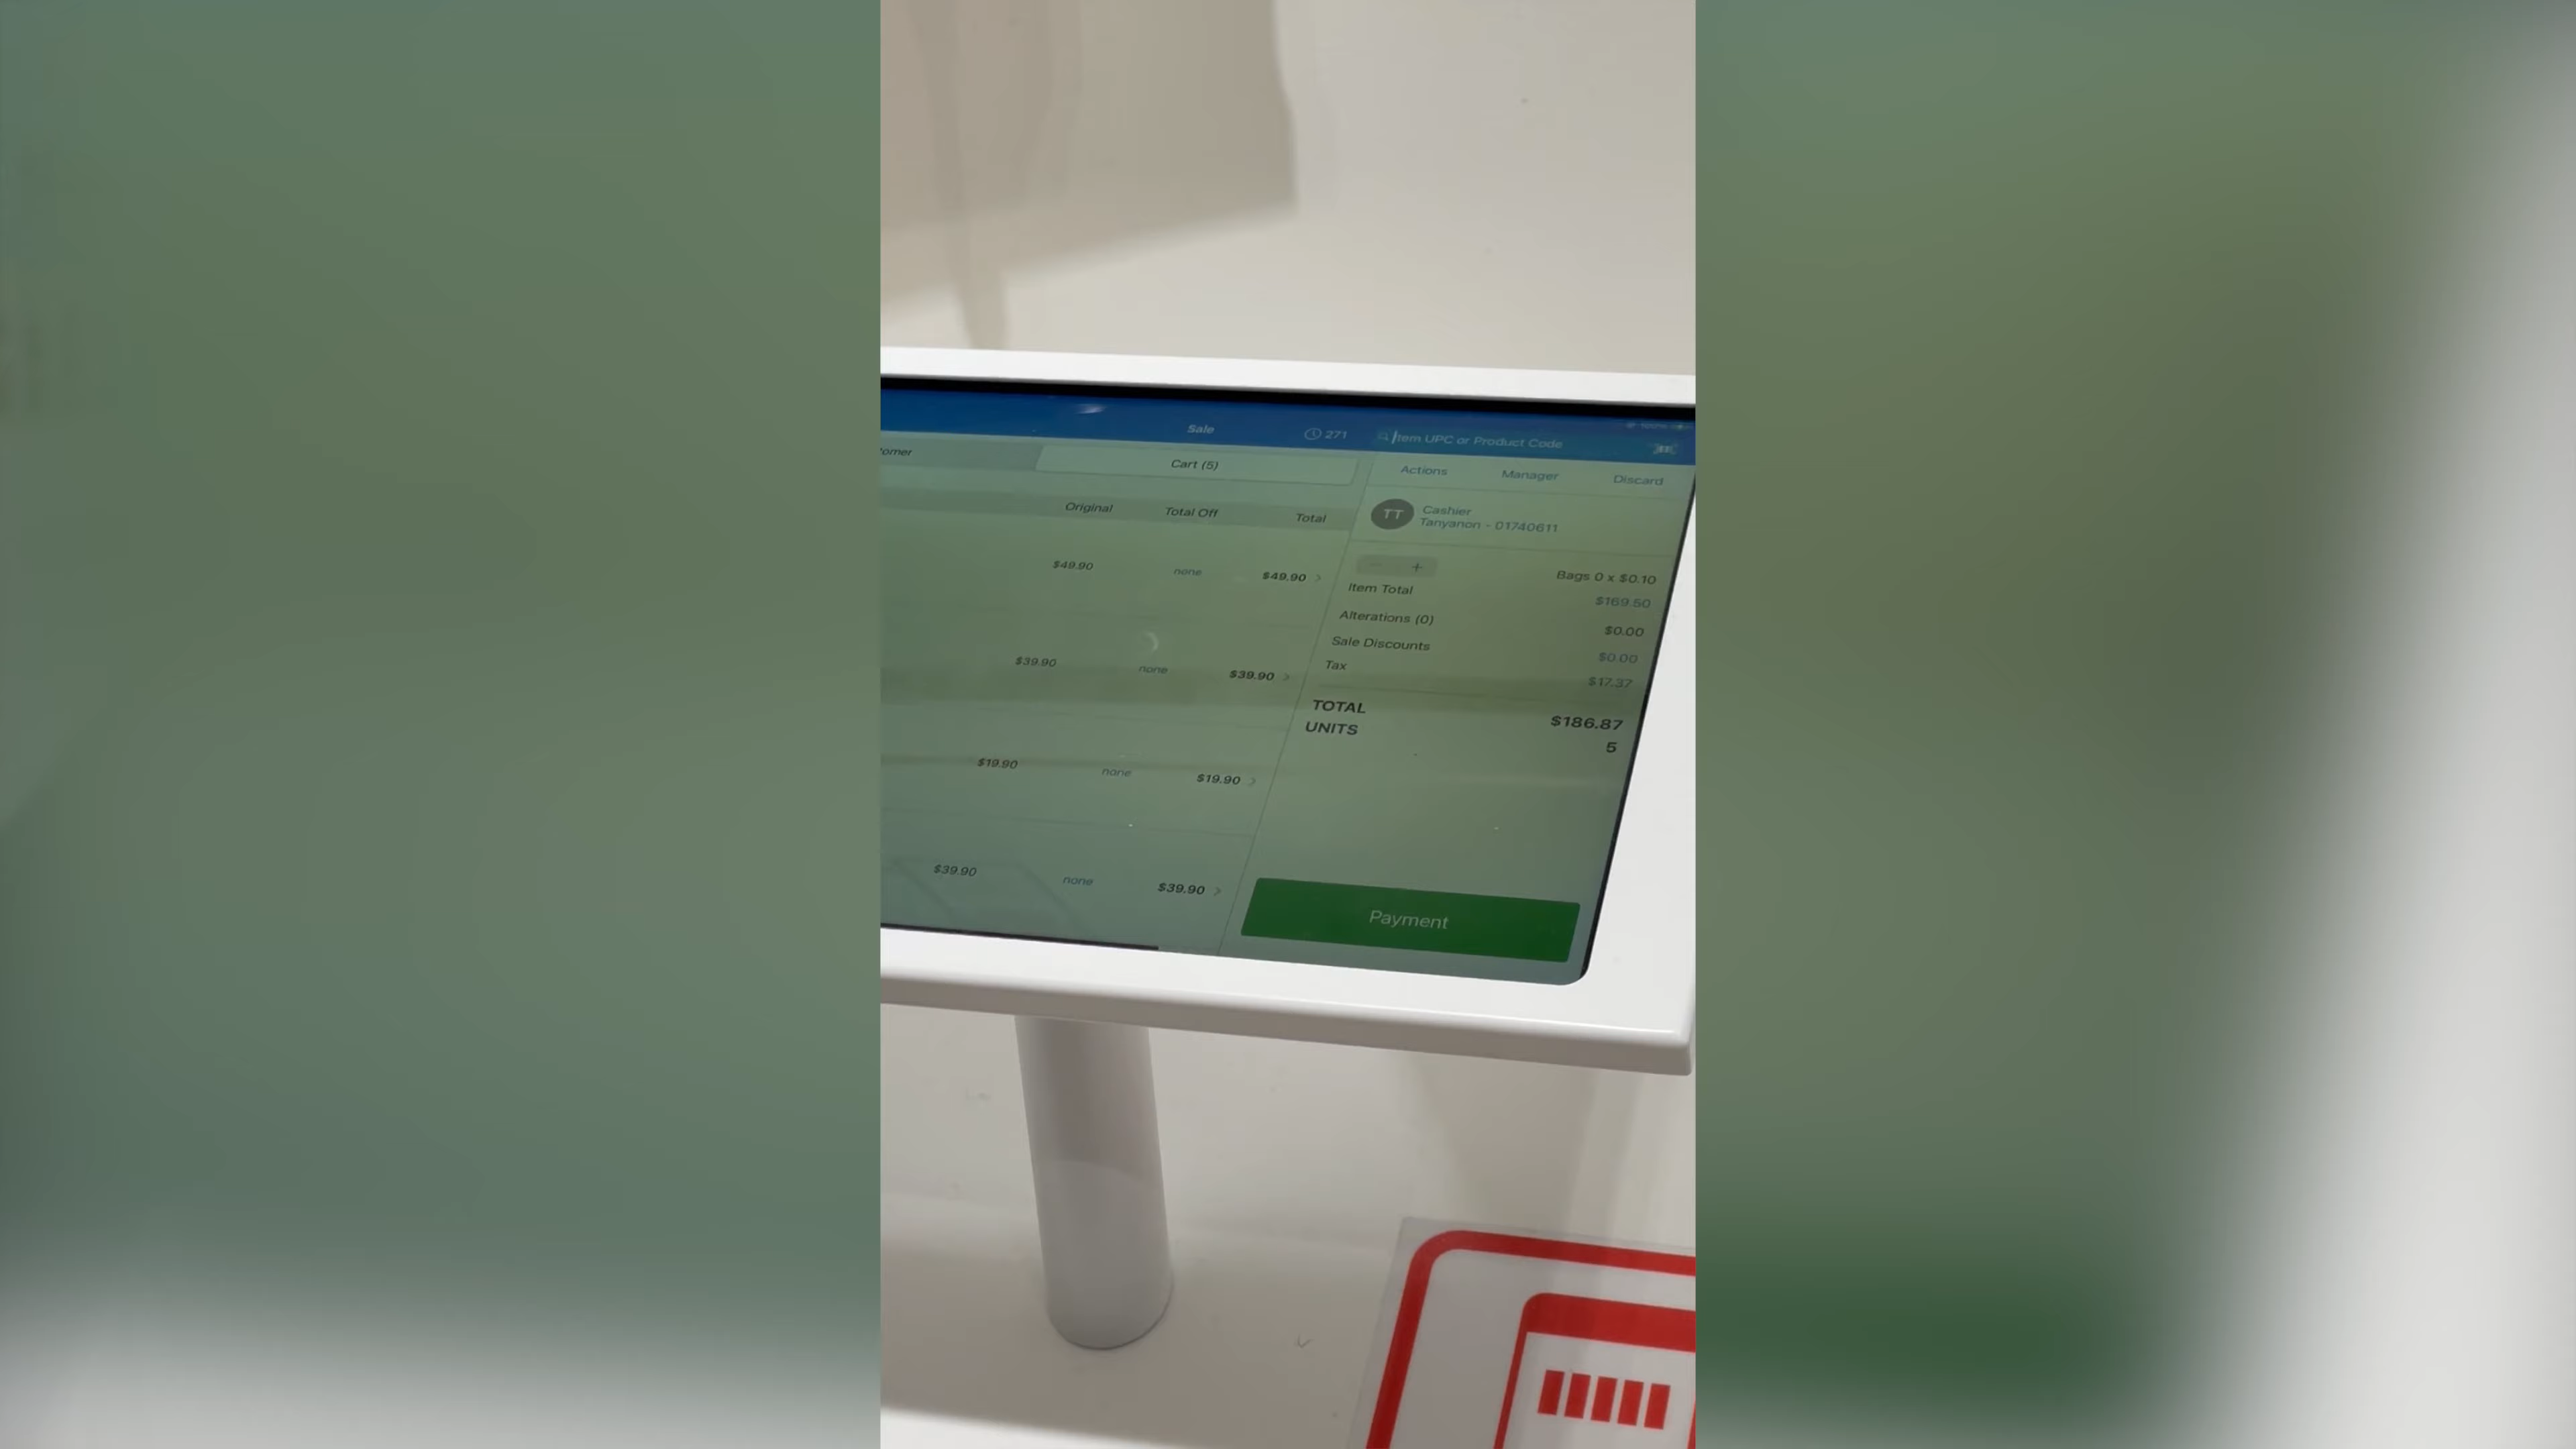 Sale
271
Item UPC or Product Code
100%
omer
Cart (5)
Actions
Manager
Discard
Original
Total Off
Total
TT
Cashier
Tanyanon - 01740611
$49.90
none
$49.90
- +
Bags 0 x $0.10
Item Total
$169.50
Alterations (0)
$0.00
Sale Discounts
$0.00
Tax
$17.37
$39.90
none
$39.90
TOTAL
$186.87
UNITS
5
$19.90
none
$19.90
$39.90
none
$39.90
Payment